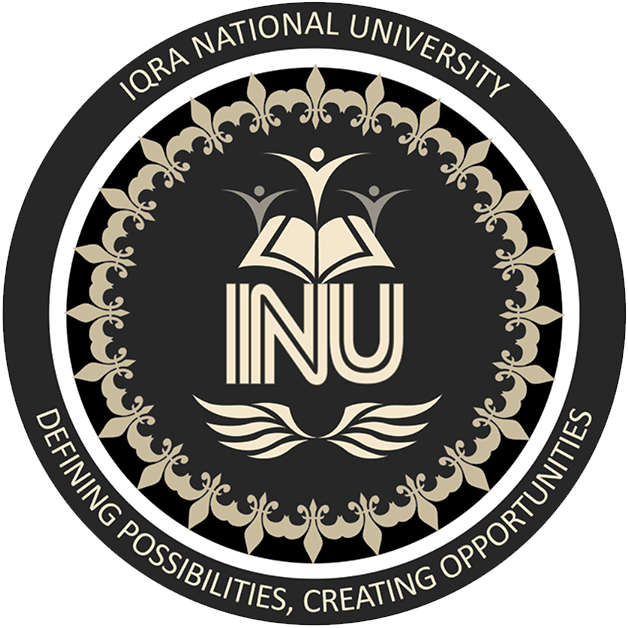 IQRA NATIONAL UNIVERSITY
INU
DEFINING POSSIBILITIES, CREATING OPPORTUNITIES